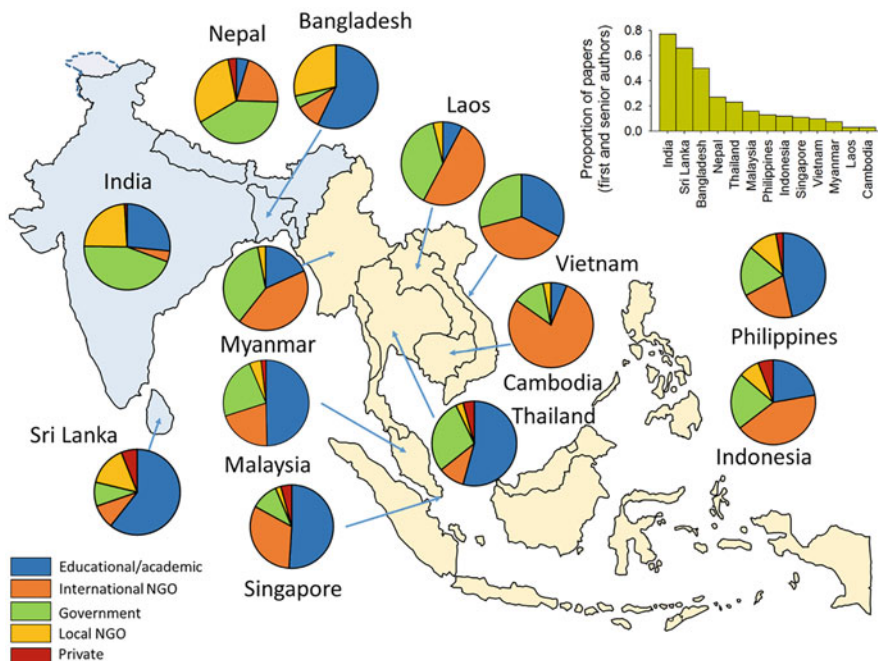 Nepal
Bangladesh
Laos
India
Vietnam
Myanmar
Cambodia
Philippines
Thailand
Sri Lanka
Malaysia
Indonesia
Singapore
Educational/academic
International NGO
Government
Local NGO
Private
Proportion of papers
(first and senior authors)
0.8
0.6
0.4
0.2
0.0
India
Sri Lanka
Bangladesh
Nepal
Thailand
Malaysia
Philippines
Indonesia
Singapore
Vietnam
Myanmar
Laos
Cambodia